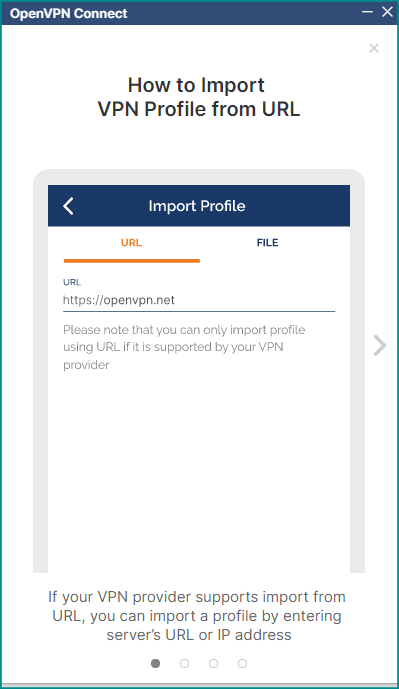 OpenVPN Connect
How to Import
VPN Profile from URL
Import Profile
URL
FILE
URL
https://openvpn.net
Please note that you can only import profile
using URL if it is supported by your VPN
provider
If your VPN provider supports import from
URL, you can import a profile by entering
server's URL or IP address